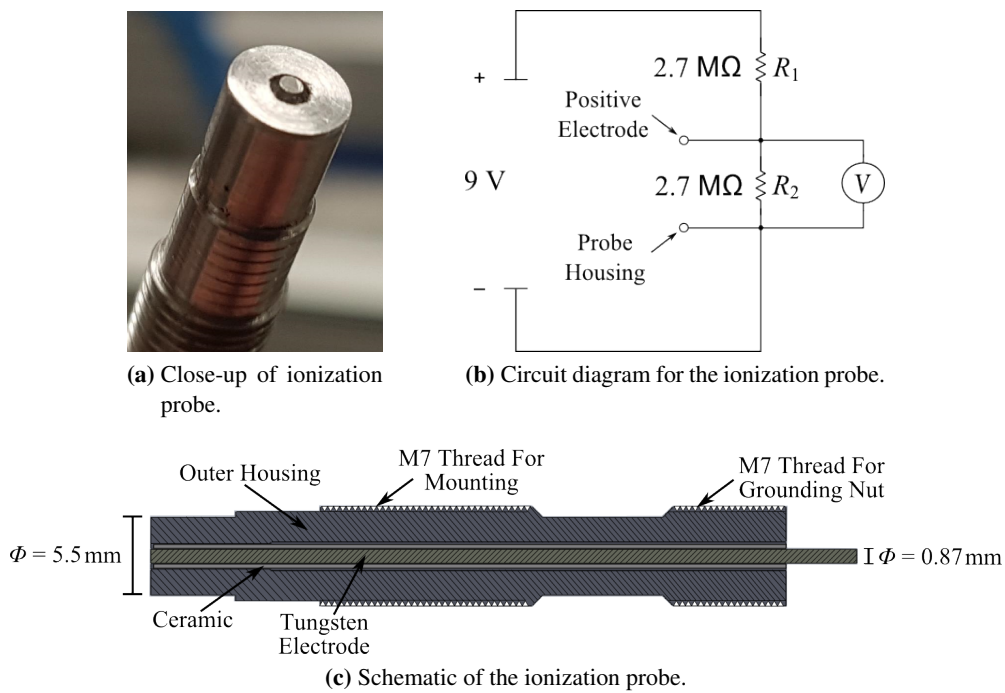 (a) Close-up of ionization
probe.
+
−
9 V
2.7 MΩ
R1
Positive
Electrode
2.7 MΩ
R2
V
Probe
Housing
(b) Circuit diagram for the ionization probe.
Outer Housing
M7 Thread For
Mounting
M7 Thread For
Grounding Nut
Φ = 5.5 mm
Φ = 0.87 mm
Ceramic
Tungsten
Electrode
(c) Schematic of the ionization probe.